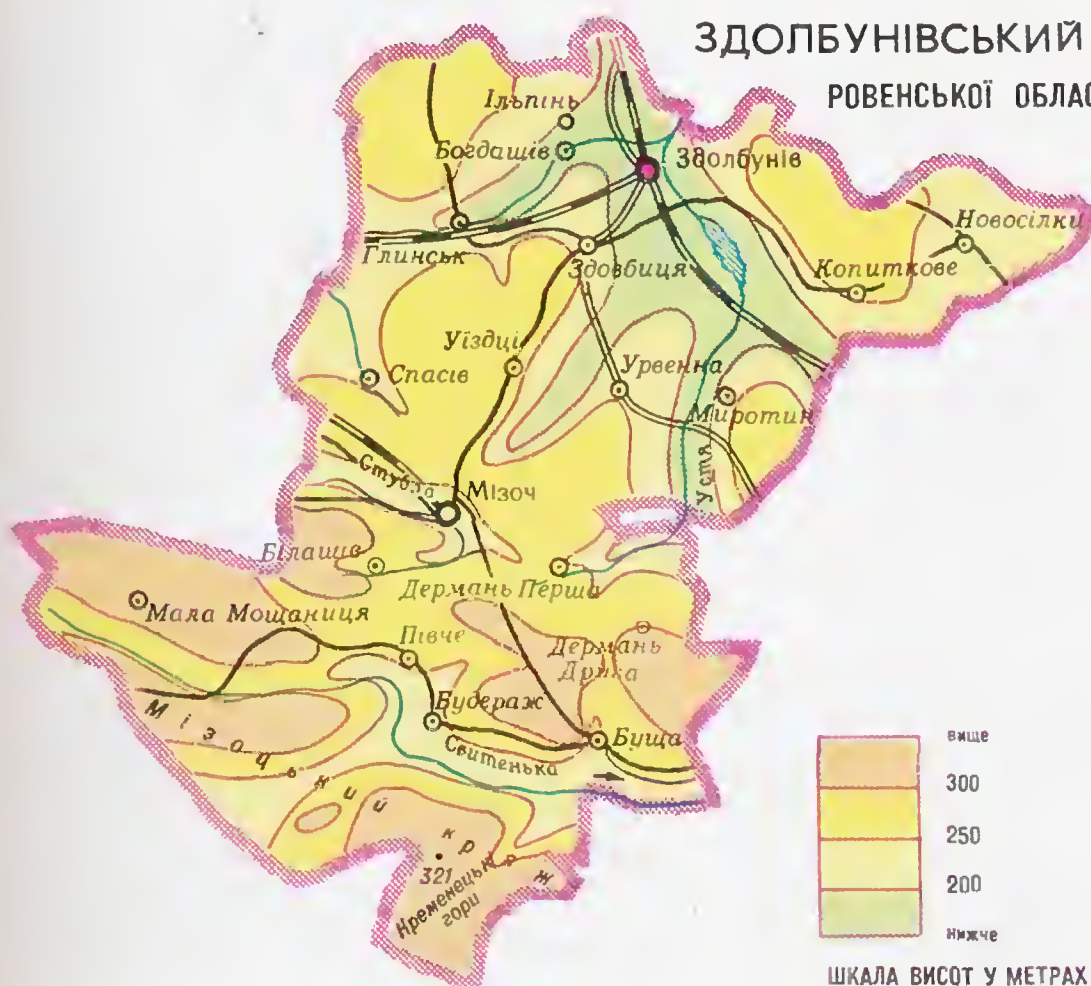 ЗДОЛБУНІВСЬКИЙ
РОВЕНСЬКОЇ ОБЛАС
Ільпінь
Богдашів
Здолбунів
Новосілки
Глинськ
Здовбиця
Копиткове
Уїздці
Спасів
Урвенна
Миротин
Стубла
Мізоч
Устя
Білашів
Дермань Перша
Мала Мощаниця
Півче
Дермань
Друга
Будераж
Мізоцький кряж
Свитенька
Буща
321
Кременецькі
гори
вище
300
250
200
нижче
ШКАЛА ВИСОТ У МЕТРАХ